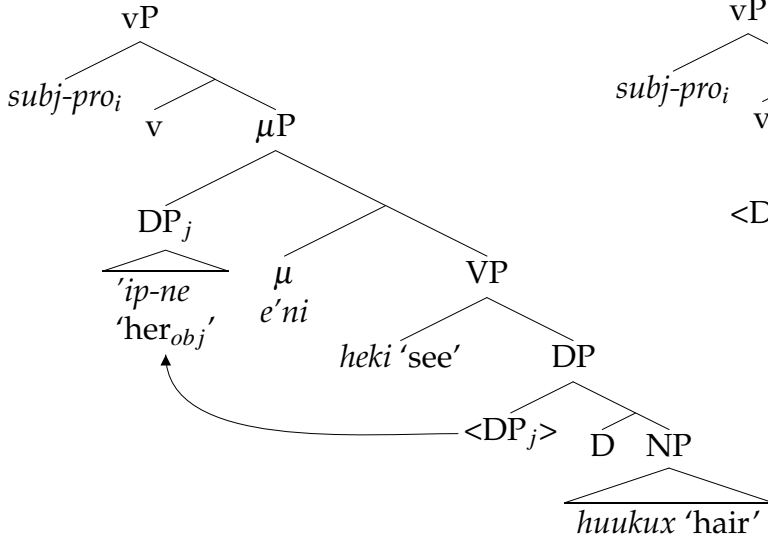 vP
vP
subj-proᵢ
v
μP
subj-proᵢ
v
DPⱼ
<D
'ip-ne
'herₒbⱼ'
μ
e'ni
VP
heki 'see'
DP
<DPⱼ>
D
NP
huukux 'hair'